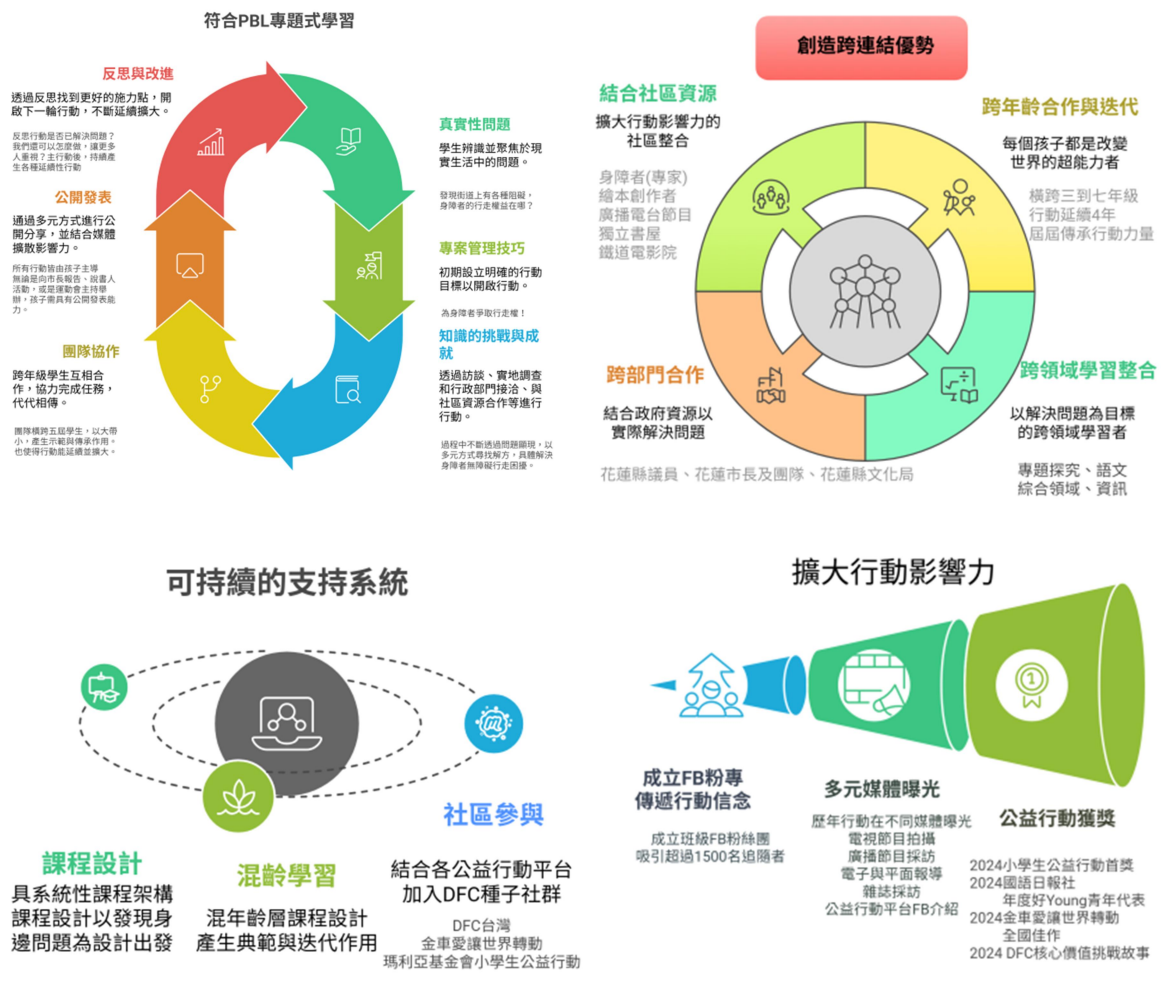 符合PBL專題式學習
反思與改進
透過反思找到更好的施力點，開
啟下一輪行動，不斷延續擴大。
反思行動是否已解決問題？
我們還可以怎麼做，讓更多
人重視？主行動後，持續產
生各種延續性行動
公開發表
通過多元方式進行公
開分享，並結合媒體
擴散影響力。
所有行動皆由孩子主導
無論是向市長報告、說書人
活動，或是運動會主持學
辦，孩子需具有公開發表能
力。
團隊協作
跨年級學生互相合
作，協力完成任務，
代代相傳。
團隊橫跨五屆學生，以大帶
小，產生示範與傳承作用。
也使得行動能延續並擴大。
真實性問題
學生辨識並聚焦於現
實生活中的問題。
發現街道上有各種阻礙，
身障者的行走權益在哪？
專案管理技巧
初期設立明確的行動
目標以開啟行動。
為身障者爭取行走權！
知識的挑戰與成
就
透過訪談、實地調查
和行政部門接洽、與
社區資源合作等進行
行動。
過程中不斷透過問題顯現，以
多元方式尋找解方，具體解決
身障者無障礙行走困擾。
創造跨連結優勢
結合社區資源
擴大行動影響力的
社區整合
身障者(專家)
繪本創作者
廣播電台節目
獨立書屋
鐵道電影院
跨年齡合作與迭代
每個孩子都是改變
世界的超能力者
橫跨三到七年級
行動延續4年
屆屆傳承行動力量
跨部門合作
結合政府資源以
實際解決問題
花蓮縣議員、花蓮市長及團隊、花蓮縣文化局
跨領域學習整合
以解決問題為目標
的跨領域學習者
專題探究、語文
綜合領域、資訊
可持續的支持系統
課程設計
具系統性課程架構
課程設計以發現身
邊問題為設計出發
混齡學習
混年齡層課程設計
產生典範與迭代作用
社區參與
結合各公益行動平台
加入DFC種子社群
DFC台灣
金車愛讓世界轉動
瑪利亞基金會小學生公益行動
擴大行動影響力
成立FB粉專
傳遞行動信念
成立班級FB粉絲團
吸引超過1500名追隨者
多元媒體曝光
歷年行動在不同媒體曝光
電視節目拍攝
廣播節目採訪
電子與平面報導
雜誌採訪
公益行動平台FB介紹
1
公益行動獲獎
2024小學生公益行動首獎
2024國語日報社
年度好Young青年代表
2024金車愛讓世界轉動
全國佳作
2024 DFC核心價值挑戰故事